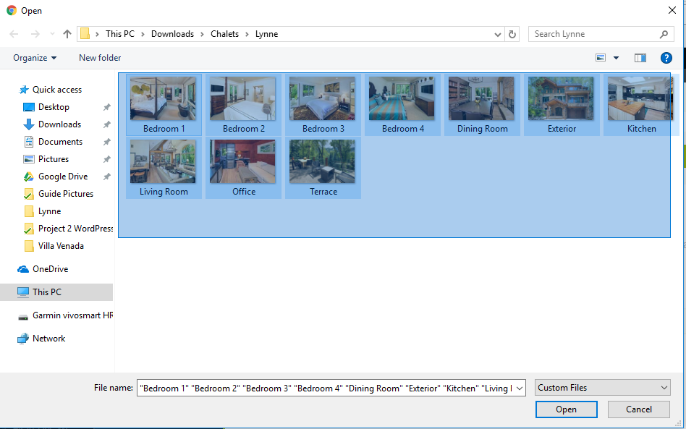 Open
This PC > Downloads > Chalets > Lynne
Search Lynne
Organize
New folder
Quick access
Desktop
Downloads
Documents
Pictures
Google Drive
Guide Pictures
Lynne
Project 2 WordPress
Villa Venada
OneDrive
This PC
Garmin vivosmart HR
Network
Bedroom 1
Bedroom 2
Bedroom 3
Bedroom 4
Dining Room
Exterior
Kitchen
Living Room
Office
Terrace
File name:
"Bedroom 1" "Bedroom 2" "Bedroom 3" "Bedroom 4" "Dining Room" "Exterior" "Kitchen" "Living
Custom Files
Open
Cancel